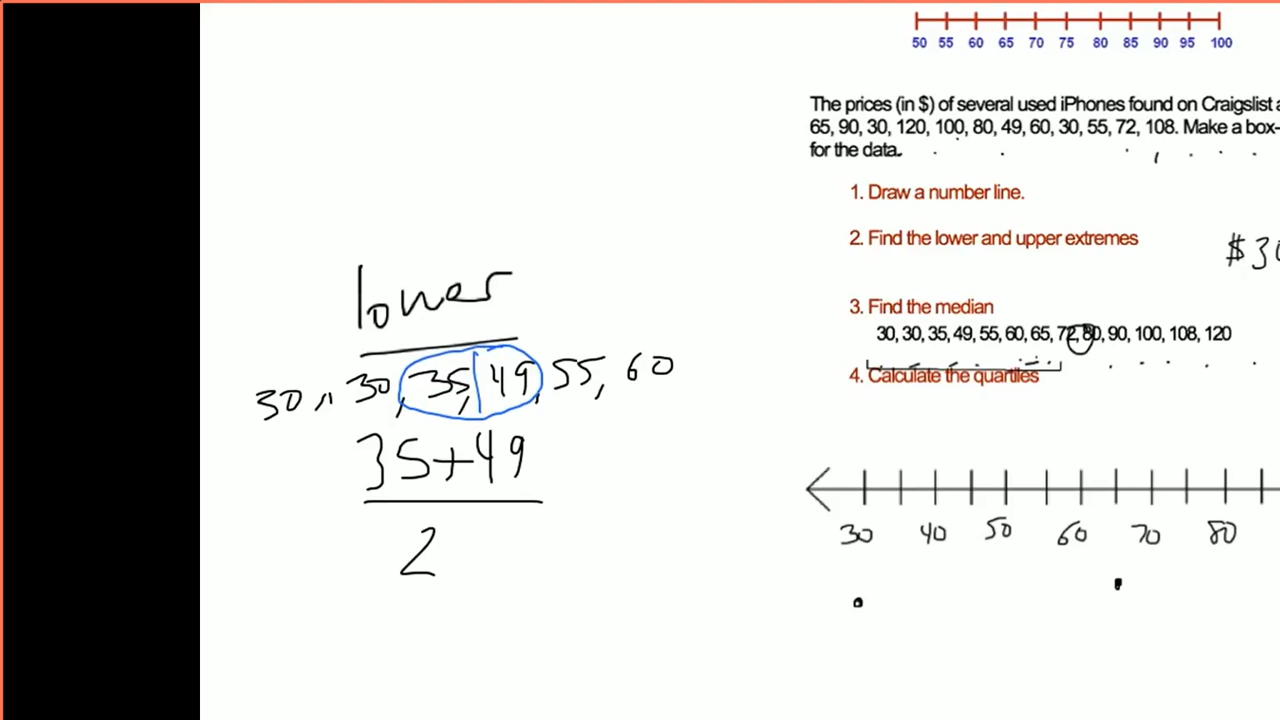 50 55 60 65 70 75 80 85 90 95 100
The prices (in $) of several used iPhones found on Craigslist a
65, 90, 30, 120, 100, 80, 49, 60, 30, 55, 72, 108. Make a box-
for the data.
1. Draw a number line.
2. Find the lower and upper extremes
$30
3. Find the median
30, 30, 35, 49, 55, 60, 65, 72, 80, 90, 100, 108, 120
4. Calculate the quartiles
30 40 50 60 70 80
lower
30, 30, 35, 49, 55, 60
35+49
2